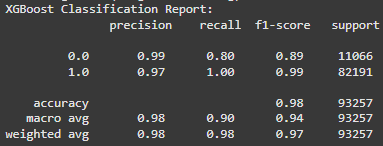 XGBoost Classification Report:
precision recall f1-score support
0.0 0.99 0.80 0.89 11066
1.0 0.97 1.00 0.99 82191
accuracy 0.98 93257
macro avg 0.98 0.90 0.94 93257
weighted avg 0.98 0.98 0.97 93257